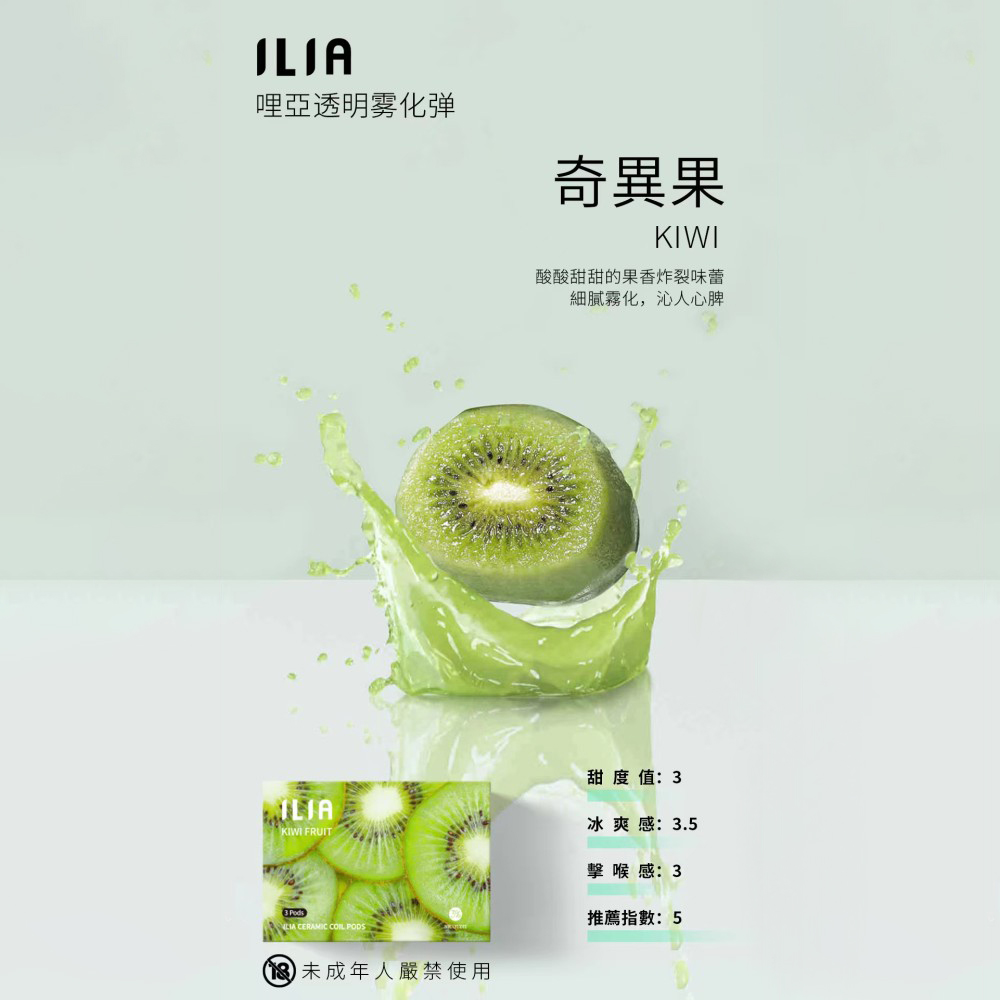 ILIA
哩亞透明雾化弹
奇異果
KIWI
酸酸甜甜的果香炸裂味蕾
細膩霧化，沁人心脾
甜度值：3
冰爽感：3.5
擊喉感：3
推薦指數：5
ILIA
KIWI FRUIT
3 Pods
ILIA CERAMIC COIL PODS
18
未成年人嚴禁使用